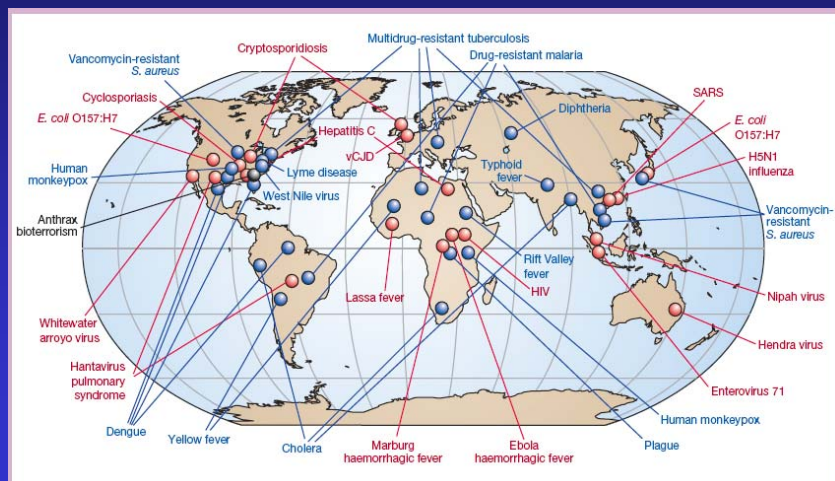 Multidrug-resistant tuberculosis
Cryptosporidiosis
Vancomycin-resistant
S. aureus
Drug-resistant malaria
SARS
Cyclosporiasis
Diphtheria
E. coli
O157:H7
E. coli O157:H7
Hepatitis C
vCJD
H5N1
influenza
Human
monkeypox
Lyme disease
Typhoid
fever
West Nile virus
Anthrax
bioterrorism
Vancomycin-
resistant
S. aureus
Rift Valley
fever
HIV
Lassa fever
Nipah virus
Whitewater
arroyo virus
Hendra virus
Hantavirus
pulmonary
syndrome
Enterovirus 71
Dengue
Yellow fever
Cholera
Marburg
haemorrhagic fever
Ebola
haemorrhagic fever
Human monkeypox
Plague